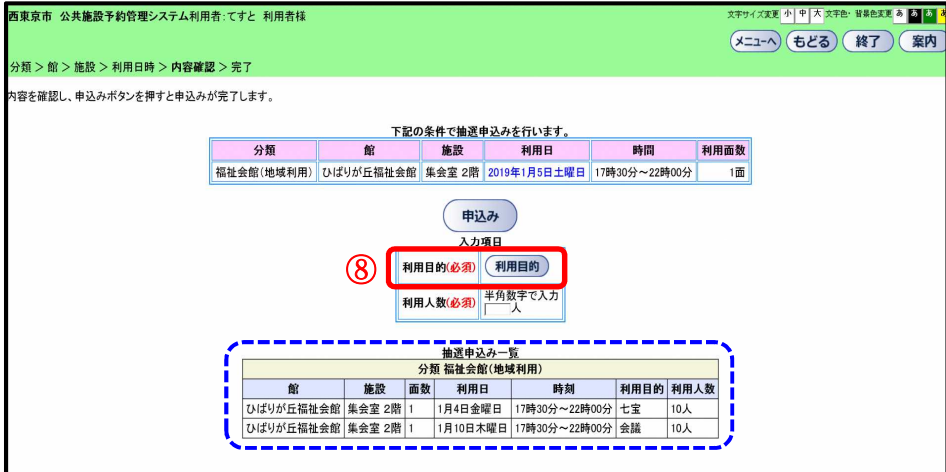 西東京市 公共施設予約管理システム利用者:てすと 利用者様
文字サイズ変更 小 中 大 文字色・背景色変更 あ あ あ あ
メニューへ もどる 終了 案内
分類 > 館 > 施設 > 利用日時 > 内容確認 > 完了
内容を確認し、申込みボタンを押すと申込みが完了します。
下記の条件で抽選申込みを行います。
分類 館 施設 利用日 時間 利用面数
福祉会館(地域利用) ひばりが丘福祉会館 集会室 2階 2019年1月5日土曜日 17時30分～22時00分 1面
申込み
入力項目
⑧ 利用目的(必須) 利用目的
利用人数(必須) 半角数字で入力
人
抽選申込み一覧
分類 福祉会館(地域利用)
館 施設 面数 利用日 時刻 利用目的 利用人数
ひばりが丘福祉会館 集会室 2階 1 1月4日金曜日 17時30分～22時00分 七宝 10人
ひばりが丘福祉会館 集会室 2階 1 1月10日木曜日 17時30分～22時00分 会議 10人